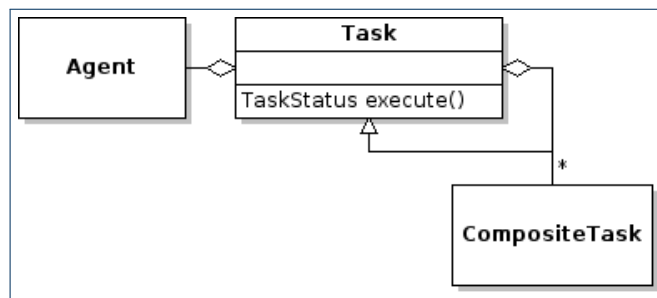 Agent
Task
TaskStatus execute()
*
CompositeTask